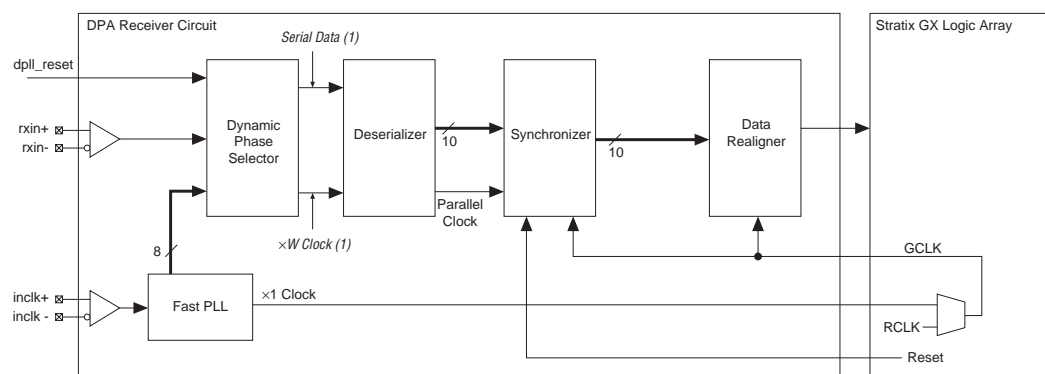 DPA Receiver Circuit
Stratix GX Logic Array
Serial Data (1)
dpll_reset
rxin+
rxin-
Dynamic
Phase
Selector
Deserializer
10
Synchronizer
10
Data
Realigner
Parallel
Clock
×W Clock (1)
8
GCLK
inclk+
inclk -
Fast PLL
×1 Clock
RCLK
Reset